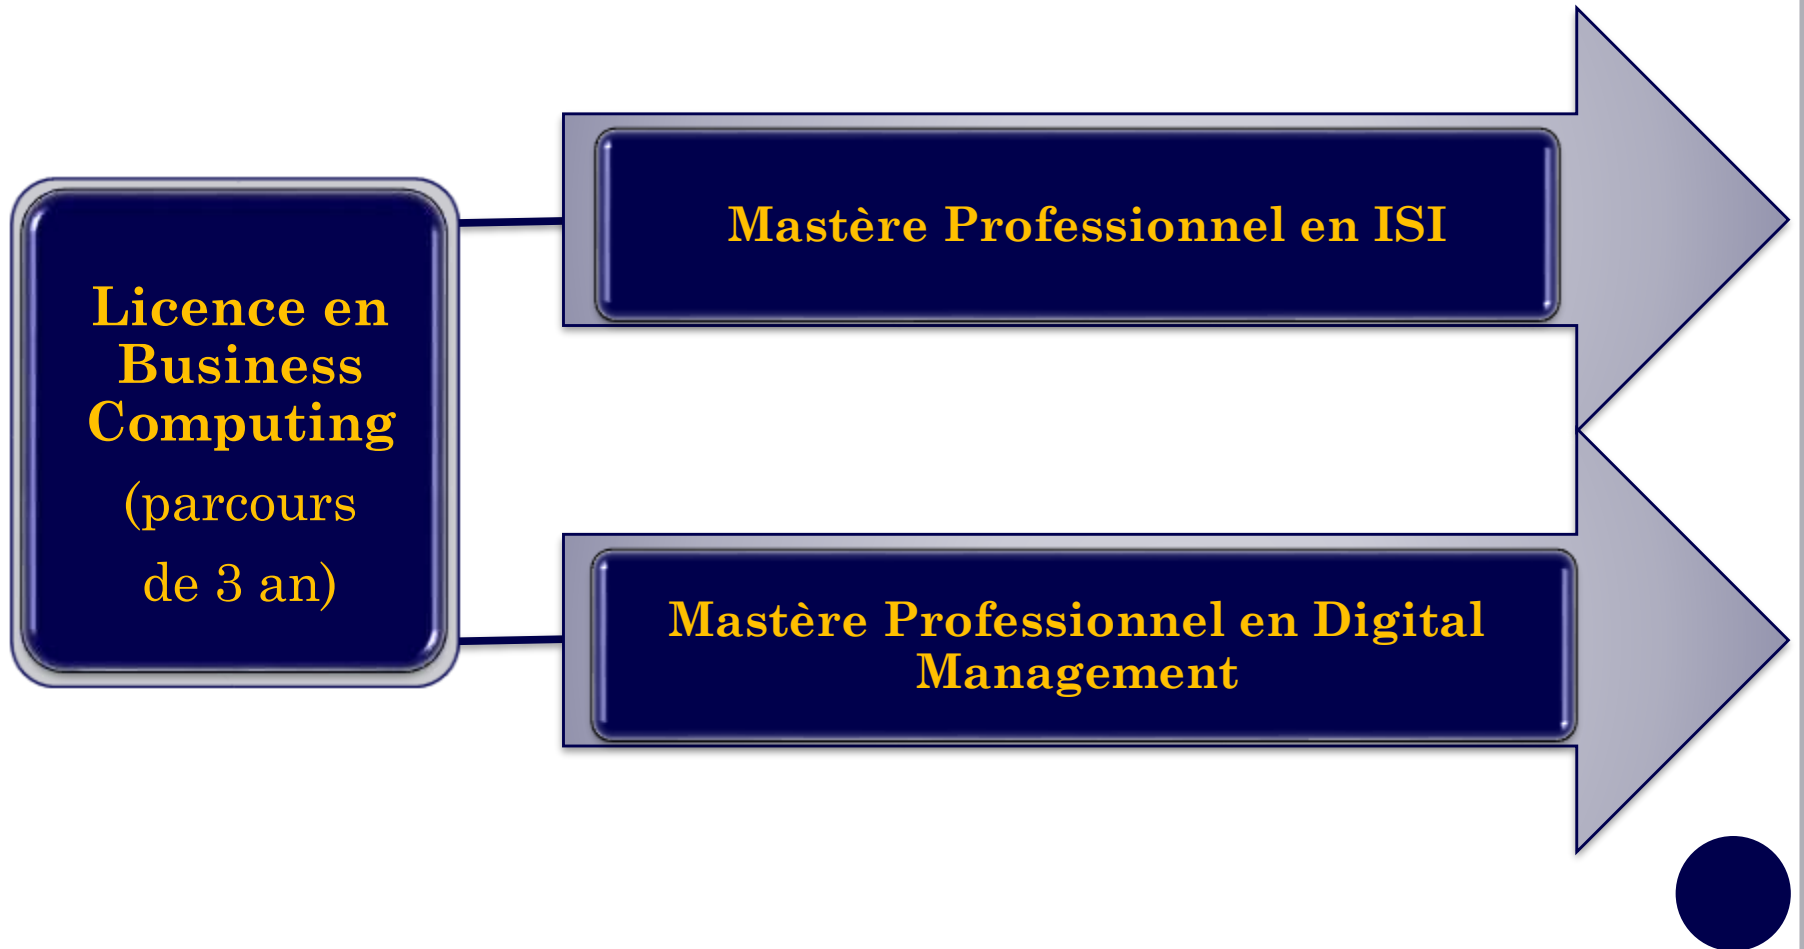 Licence en
Business
Computing
(parcours
de 3 an)
Mastère Professionnel en ISI
Mastère Professionnel en Digital
Management